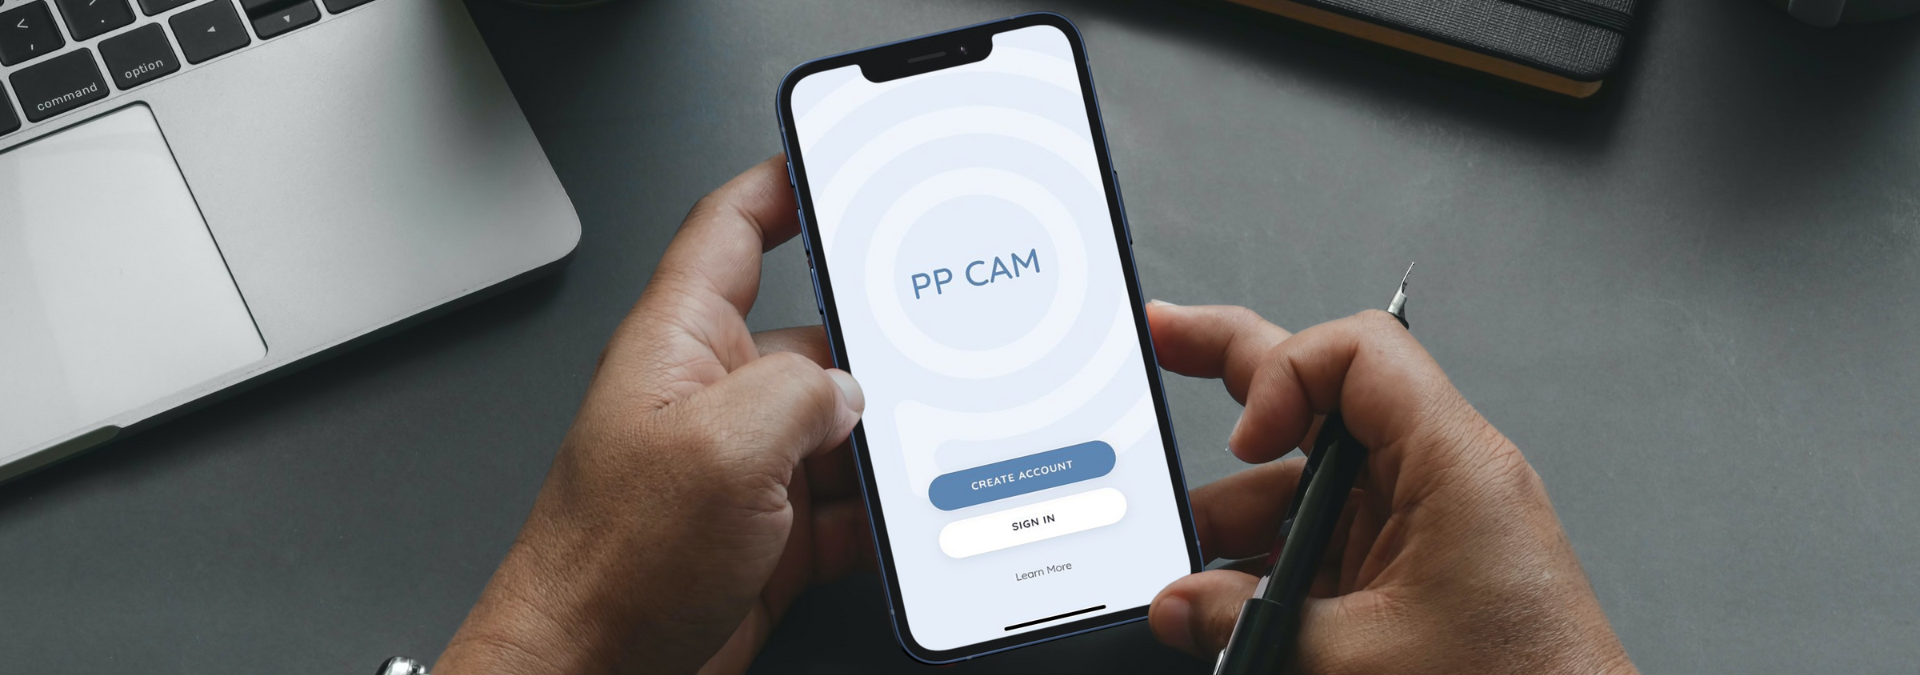 command
option
PP CAM
CREATE ACCOUNT
SIGN IN
Learn More